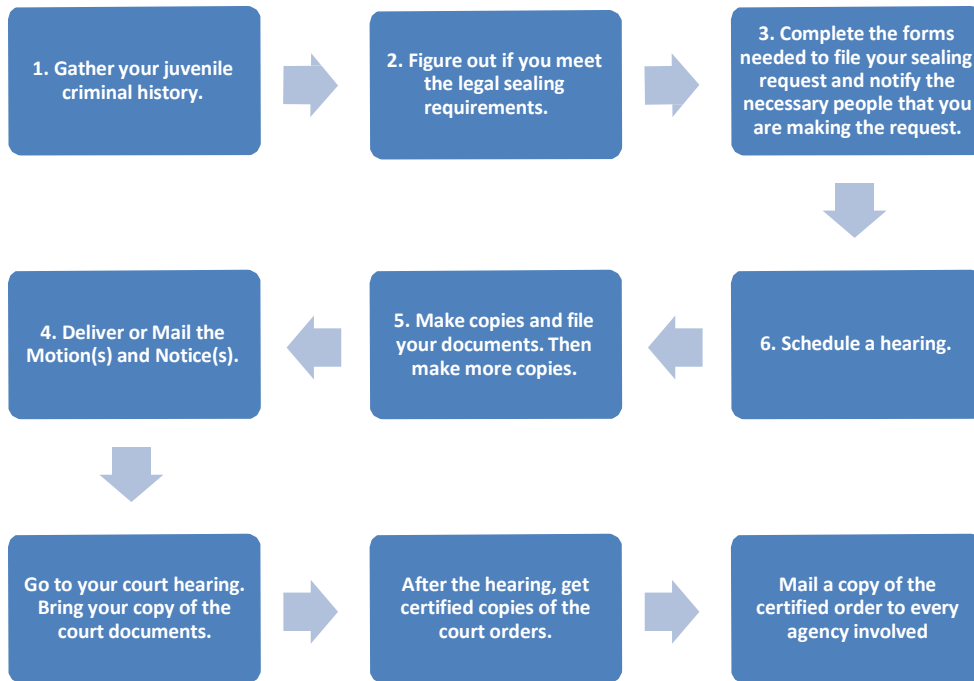 1. Gather your juvenile
criminal history.
2. Figure out if you meet
the legal sealing
requirements.
3. Complete the forms
needed to file your sealing
request and notify the
necessary people that you
are making the request.
6. Schedule a hearing.
5. Make copies and file
your documents. Then
make more copies.
4. Deliver or Mail the
Motion(s) and Notice(s).
Go to your court hearing.
Bring your copy of the
court documents.
After the hearing, get
certified copies of the
court orders.
Mail a copy of the
certified order to every
agency involved